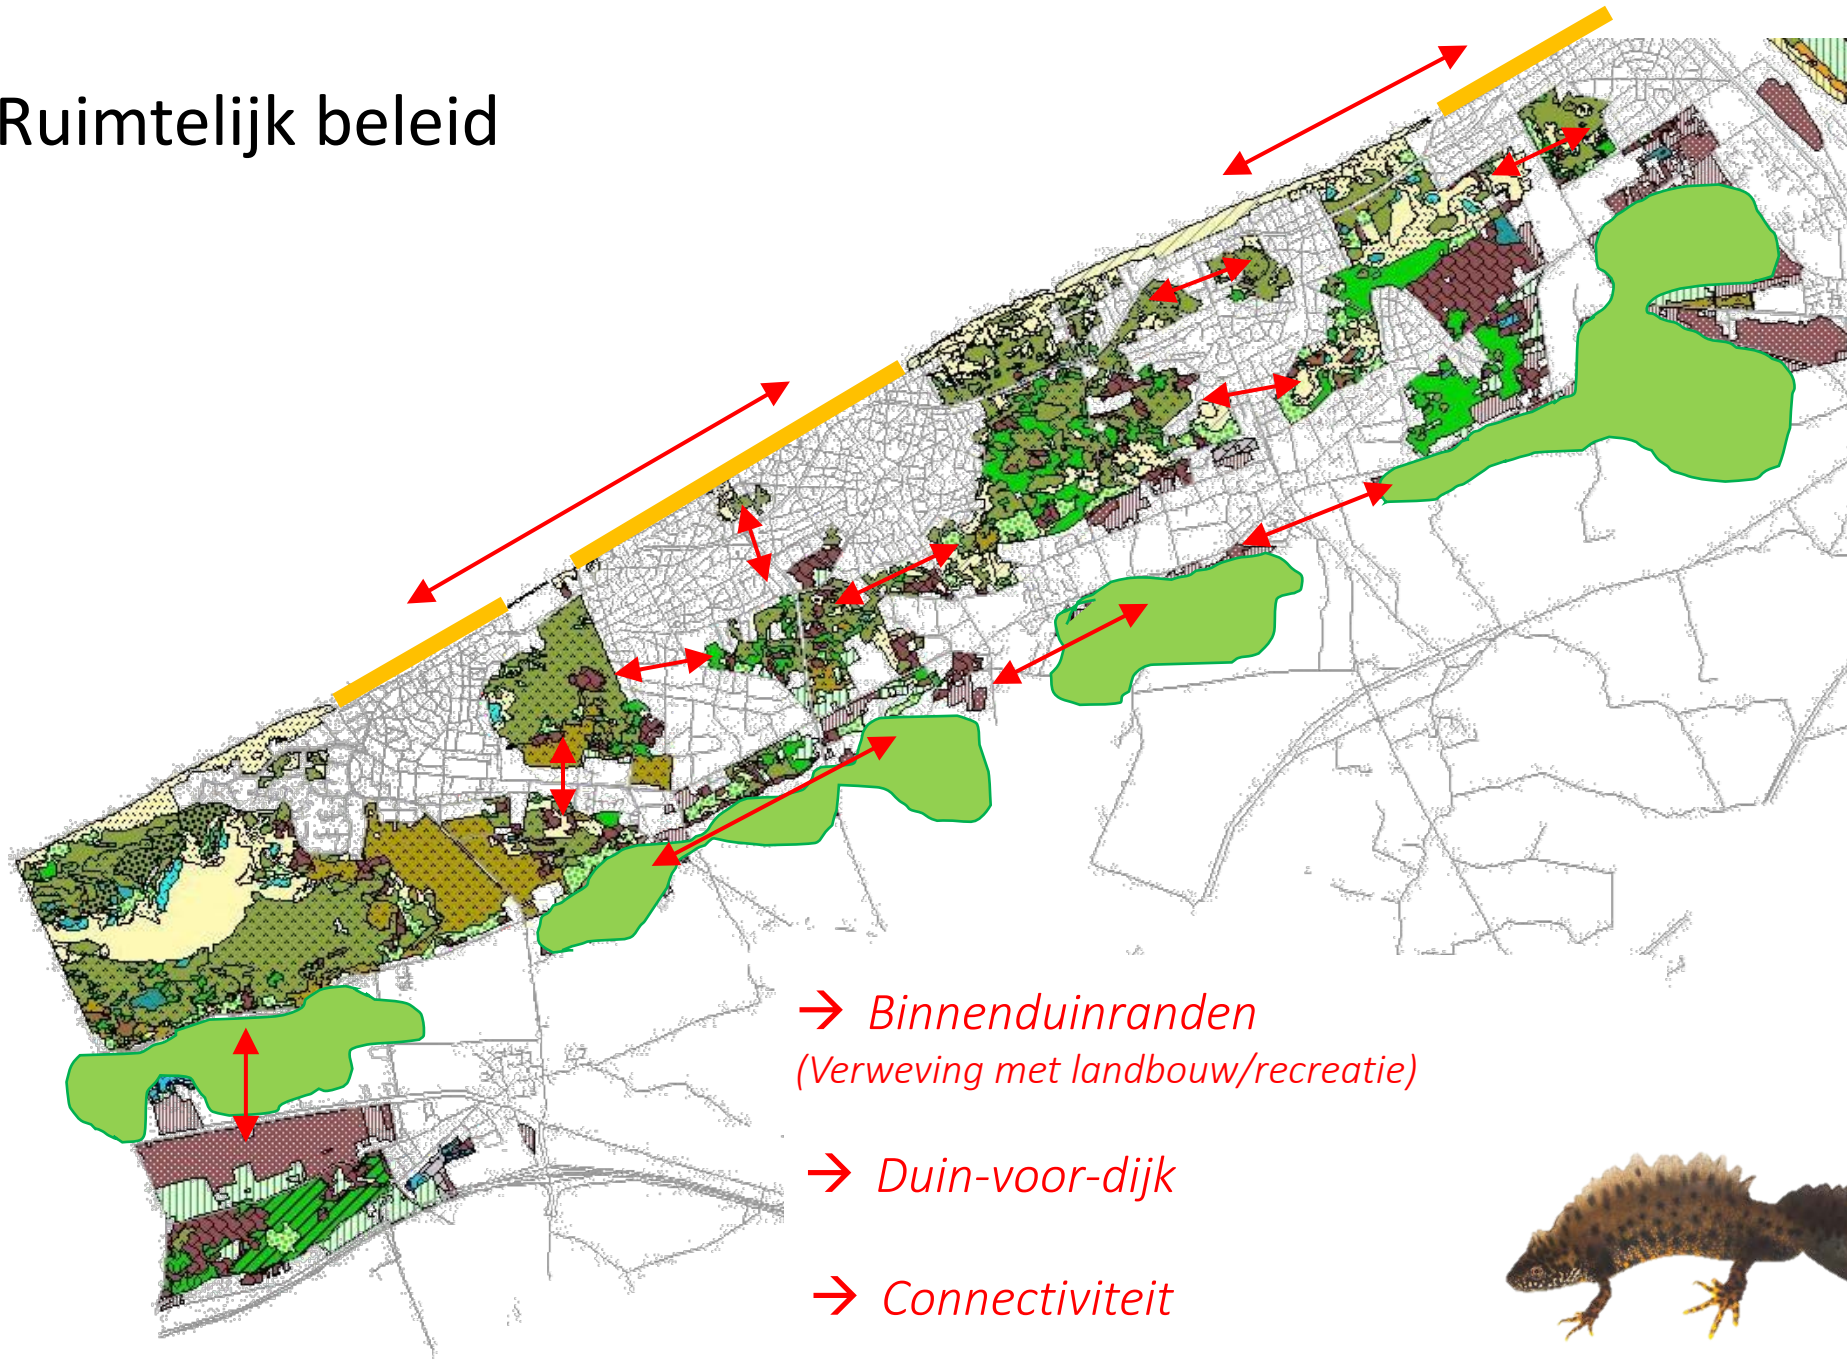 Ruimtelijk beleid
→ Binnenduinranden
(Verweving met landbouw/recreatie)
→ Duin-voor-dijk
→ Connectiviteit